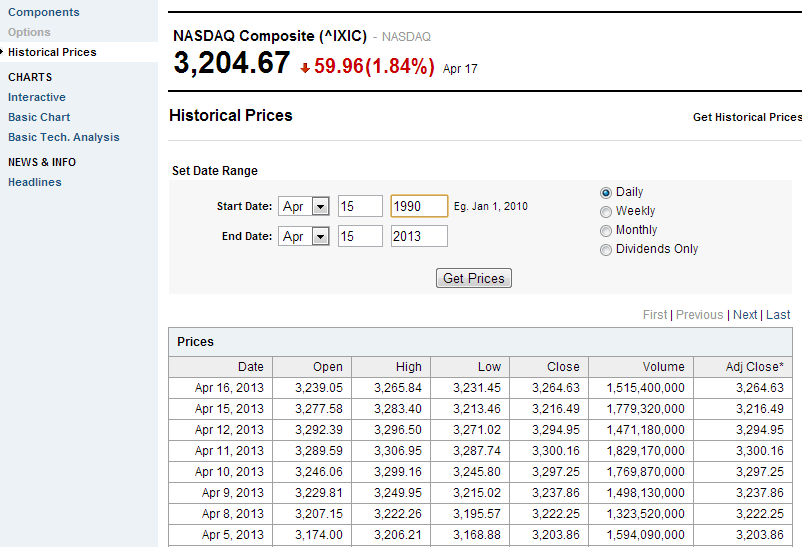 Components
Options
Historical Prices
CHARTS
Interactive
Basic Chart
Basic Tech. Analysis
NEWS & INFO
Headlines
NASDAQ Composite (^IXIC) - NASDAQ
3,204.67 59.96(1.84%) Apr 17
Historical Prices
Get Historical Prices
Set Date Range
Start Date: Apr 15 1990 Eg. Jan 1, 2010
End Date: Apr 15 2013
Daily
Weekly
Monthly
Dividends Only
Get Prices
First | Previous | Next | Last
Prices
Date Open High Low Close Volume Adj Close*
Apr 16, 2013 3,239.05 3,265.84 3,231.45 3,264.63 1,515,400,000 3,264.63
Apr 15, 2013 3,277.58 3,283.40 3,213.46 3,216.49 1,779,320,000 3,216.49
Apr 12, 2013 3,292.39 3,296.50 3,271.02 3,294.95 1,471,180,000 3,294.95
Apr 11, 2013 3,289.59 3,306.95 3,287.74 3,300.16 1,829,170,000 3,300.16
Apr 10, 2013 3,246.06 3,299.16 3,245.80 3,297.25 1,769,870,000 3,297.25
Apr 9, 2013 3,229.81 3,249.95 3,215.02 3,237.86 1,498,130,000 3,237.86
Apr 8, 2013 3,207.15 3,222.26 3,195.57 3,222.25 1,323,520,000 3,222.25
Apr 5, 2013 3,174.00 3,206.21 3,168.88 3,203.86 1,594,090,000 3,203.86